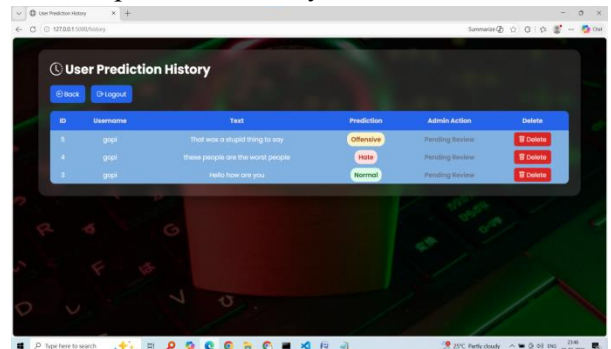 User Prediction History
127.0.0.1:5000/history
Summarize
User Prediction History
Back Logout
ID Username Text Prediction Admin Action Delete
5 gopi That was a stupid thing to say Offensive Pending Review Delete
4 gopi these people are the worst people Hate Pending Review Delete
3 gopi Hello how are you Normal Pending Review Delete
Type here to search 25°C Partly cloudy ENG 23:46